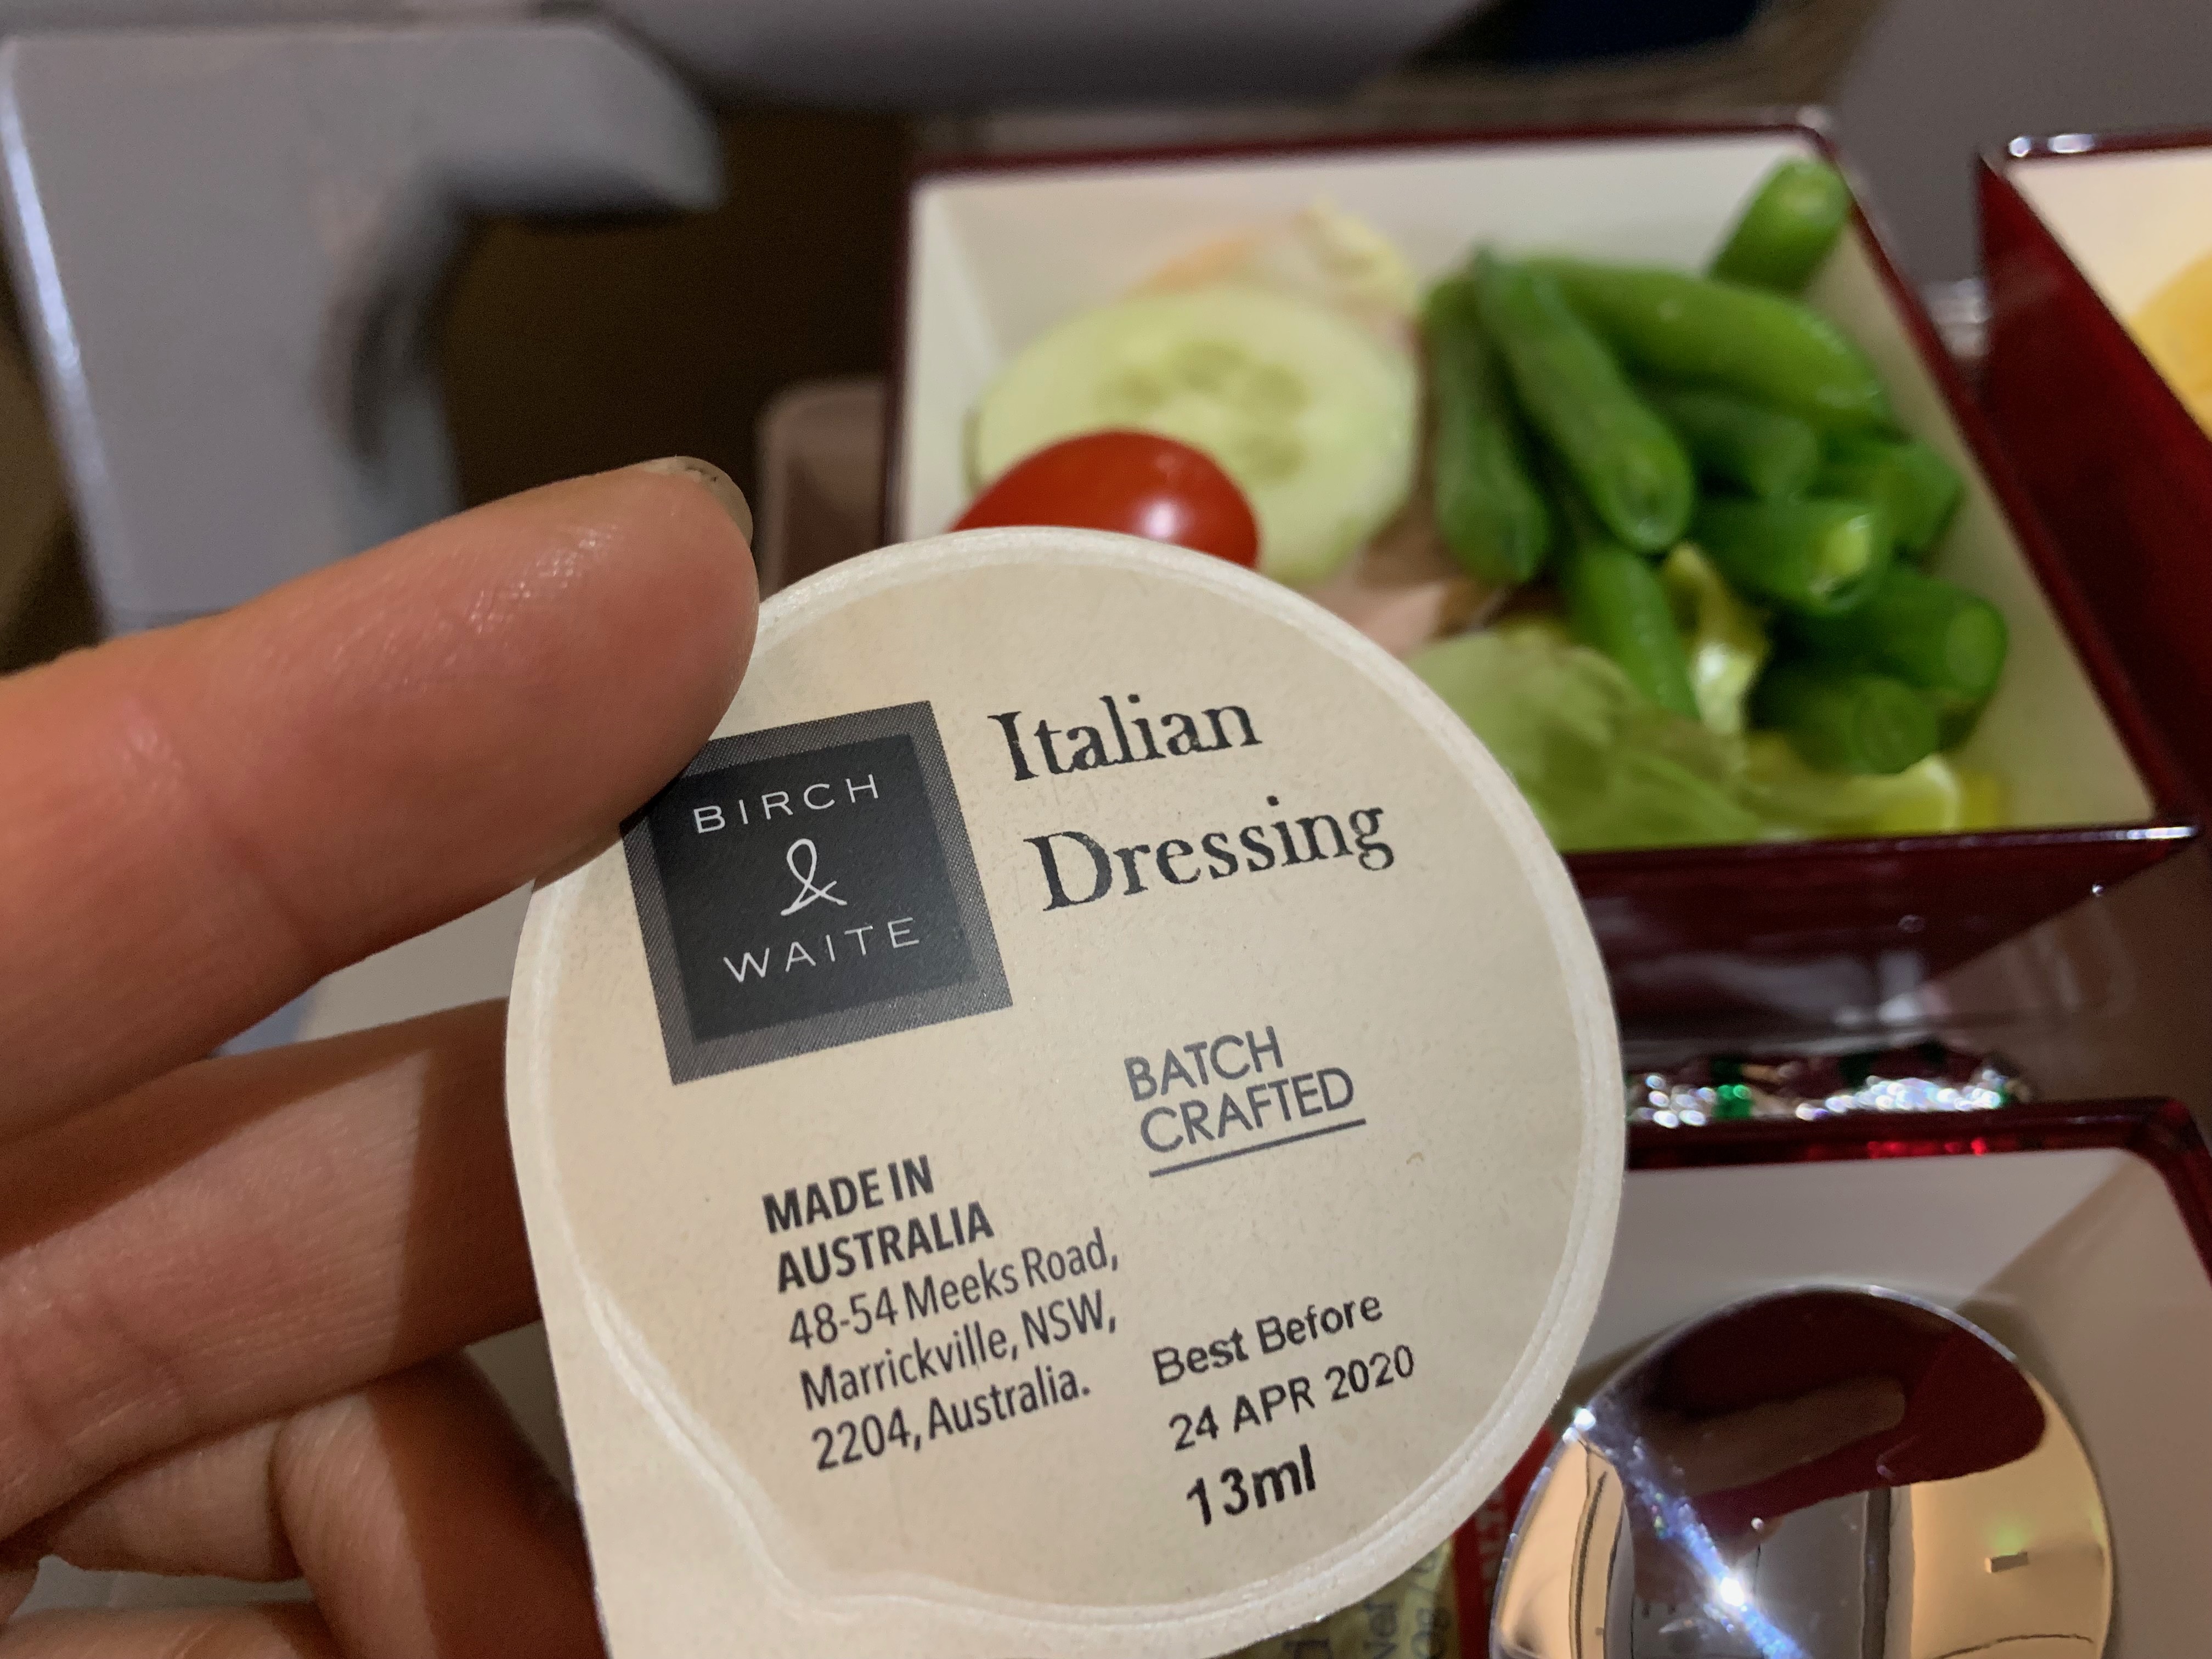 BIRCH
&
WAITE
Italian
Dressing
BATCH
CRAFTED
MADE IN
AUSTRALIA
48-54 Meeks Road,
Marrickville, NSW,
2204, Australia.
Best Before
24 APR 2020
13ml
Net